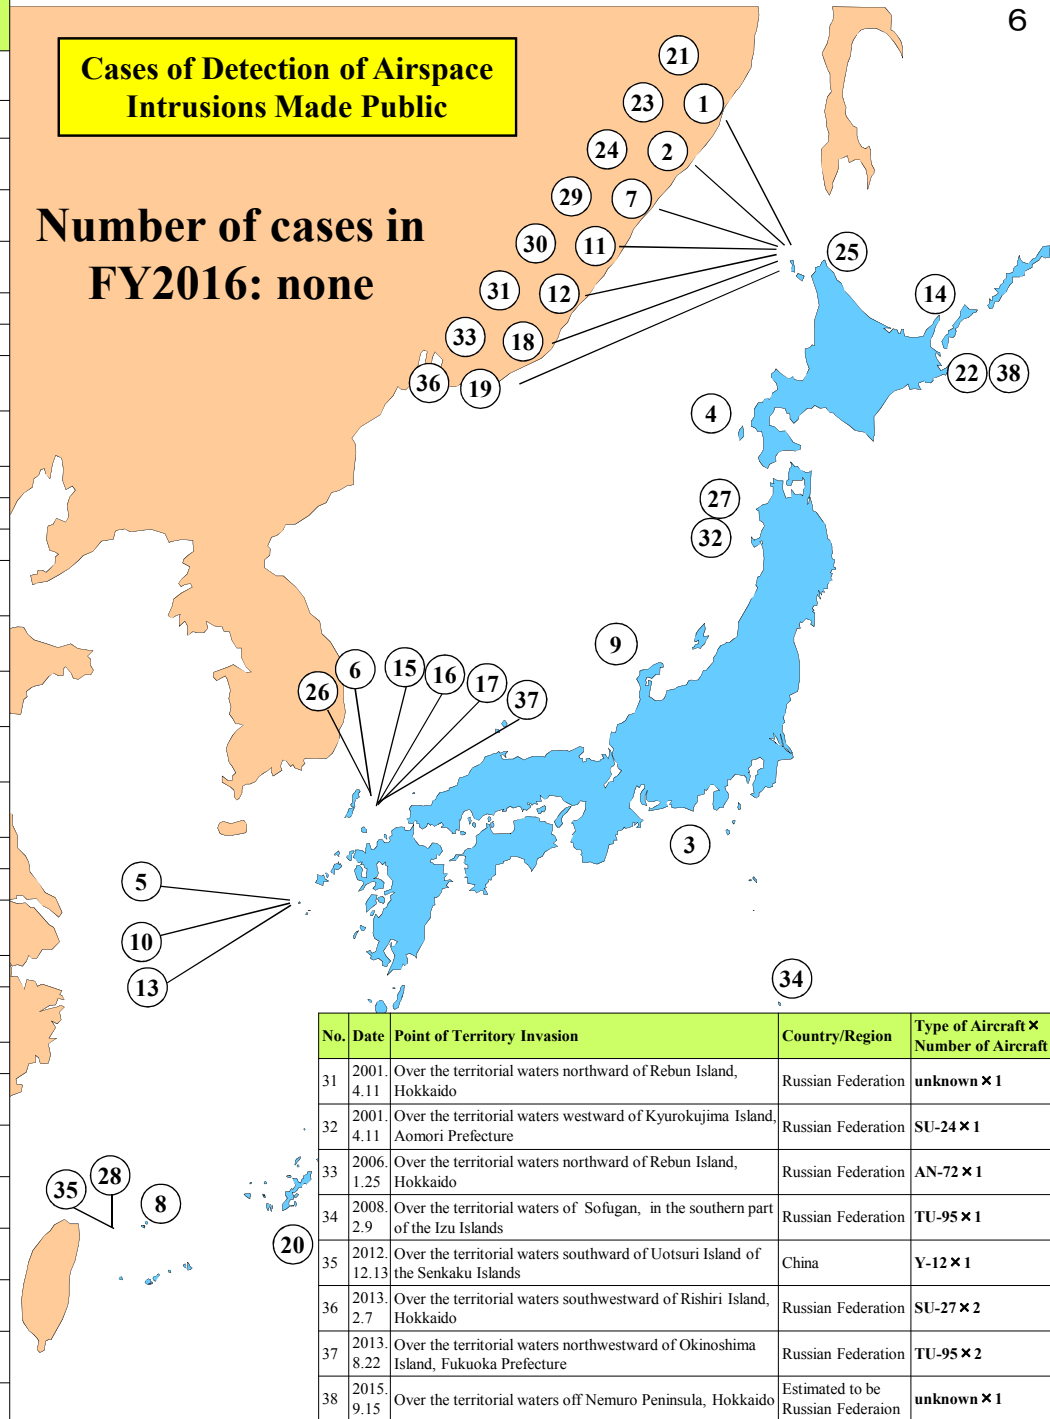 6
Cases of Detection of Airspace
Intrusions Made Public
Number of cases in
FY2016: none
21
23
1
24
2
29
7
30
11
25
31
12
14
33
18
36
19
22
38
4
27
32
9
6
15
16
17
26
37
3
5
10
13
34
35
28
8
20
No. Date Point of Territory Invasion Country/Region Type of Aircraft ×
Number of Aircraft
31 2001. Over the territorial waters northward of Rebun Island, Russian Federation unknown × 1
4.11 Hokkaido
32 2001. Over the territorial waters westward of Kyurokujima Island, Russian Federation SU-24 × 1
4.11 Aomori Prefecture
33 2006. Over the territorial waters northward of Rebun Island, Russian Federation AN-72 × 1
1.25 Hokkaido
34 2008. Over the territorial waters of Sofugan, in the southern part Russian Federation TU-95 × 1
2.9 of the Izu Islands
35 2012. Over the territorial waters southward of Uotsuri Island of China Y-12 × 1
12.13 the Senkaku Islands
36 2013. Over the territorial waters southwestward of Rishiri Island, Russian Federation SU-27 × 2
2.7 Hokkaido
37 2013. Over the territorial waters northwestward of Okinoshima Russian Federation TU-95 × 2
8.22 Island, Fukuoka Prefecture
38 2015. Over the territorial waters off Nemuro Peninsula, Hokkaido Estimated to be unknown × 1
9.15 Russian Federaion